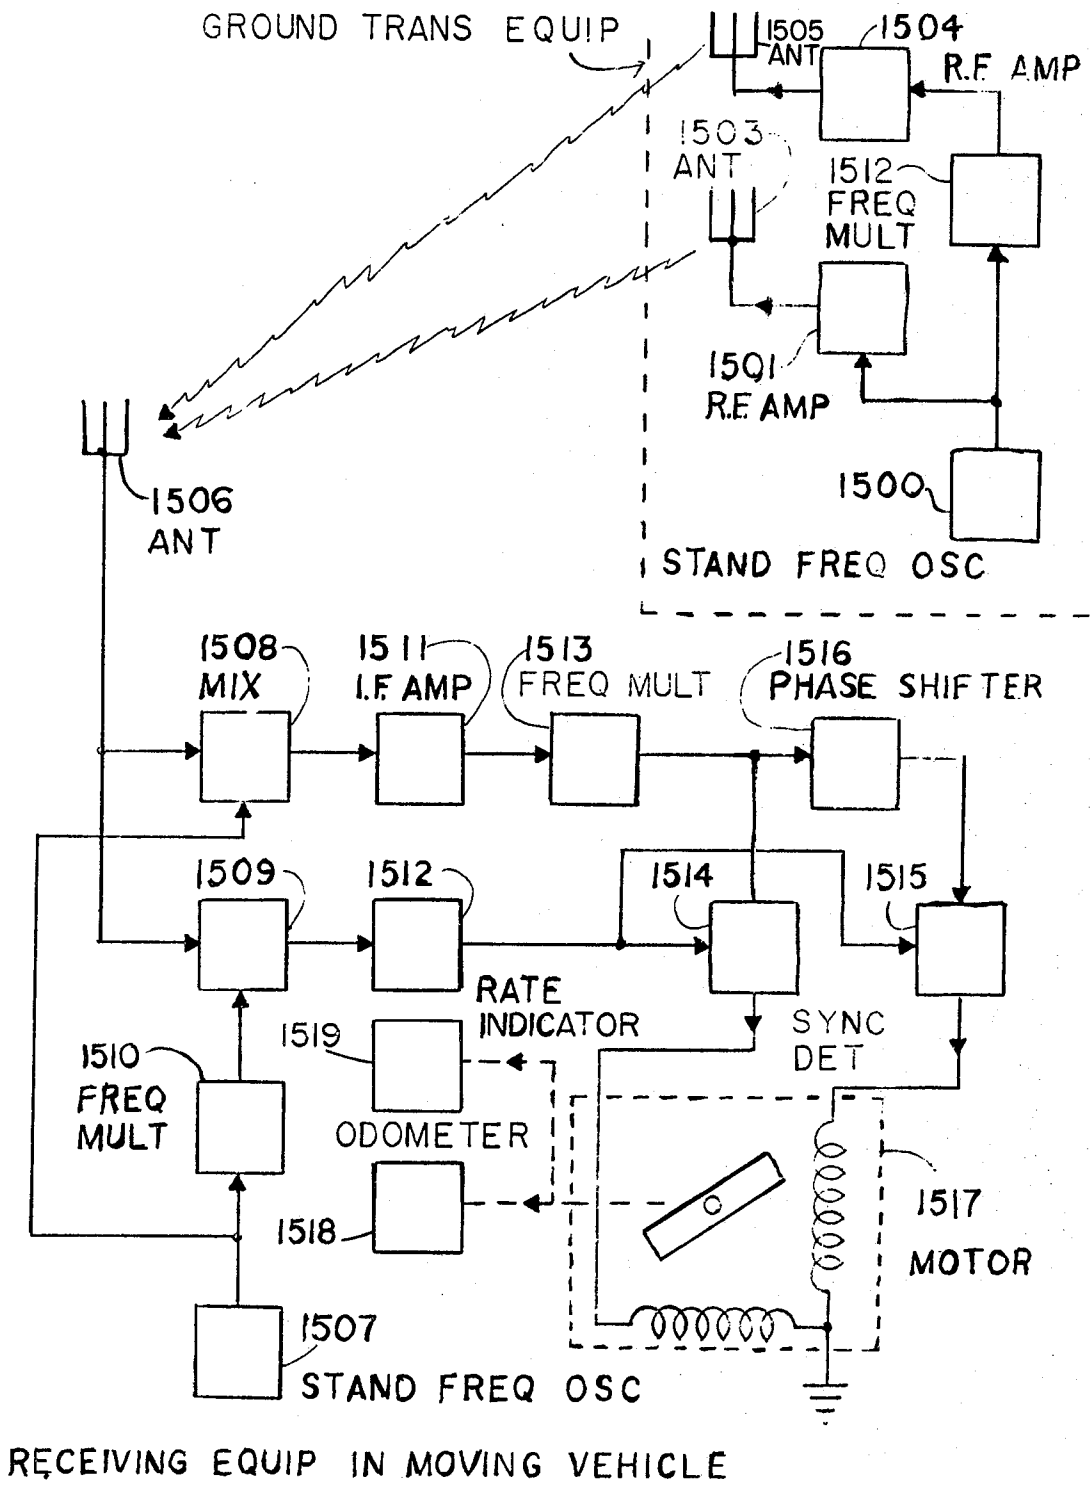 GROUND TRANS EQUIP
1505
ANT
1504
R.F. AMP
1503
ANT
1512
FREQ
MULT
1501
R.F. AMP
1500
STAND FREQ OSC
1506
ANT
1508
MIX
1511
I.F. AMP
1513
FREQ MULT
1516
PHASE SHIFTER
1509
1512
1514
1515
RATE
INDICATOR
1519
SYNC
DET
1510
FREQ
MULT
ODOMETER
1518
1517
MOTOR
1507
STAND FREQ OSC
RECEIVING EQUIP IN MOVING VEHICLE